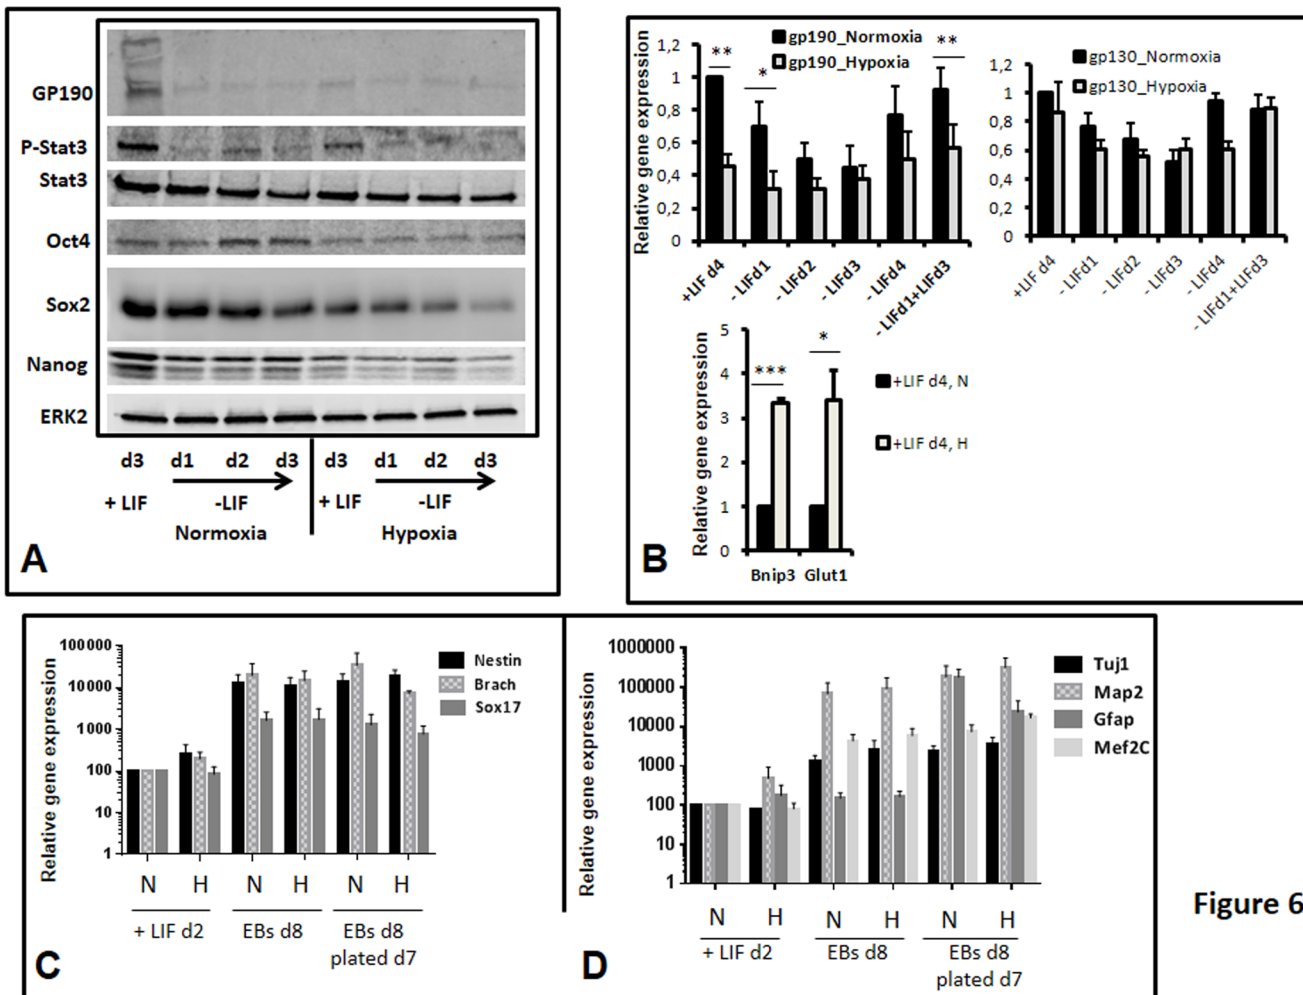 GP190
P-Stat3
Stat3
Oct4
Sox2
Nanog
ERK2
d3 d1 d2 d3 d3 d1 d2 d3
+ LIF -LIF + LIF -LIF
Normoxia Hypoxia
A
Relative gene expression
1,2
1
0,8
0,6
0,4
0,2
0
** * **
gp190_Normoxia
gp190_Hypoxia
+LIF d4
- LIFd1
- LIFd2
- LIFd3
- LIFd4
- LIFd1+LIFd3
1,2
1
0,8
0,6
0,4
0,2
0
gp130_Normoxia
gp130_Hypoxia
+LIF d4
- LIFd1
- LIFd2
- LIFd3
- LIFd4
- LIFd1+LIFd3
Relative gene expression
5
4
3
2
1
0
*** *
+LIF d4, N
+LIF d4, H
Bnip3 Glut1
B
Relative gene expression
100000
10000
1000
100
10
1
Nestin
Brach
Sox17
N H N H N H
+ LIF d2 EBs d8 EBs d8
plated d7
C
Relative gene expression
1000000
100000
10000
1000
100
10
1
Tuj1
Map2
Gfap
Mef2C
N H N H N H
+ LIF d2 EBs d8 EBs d8
plated d7
D
Figure 6